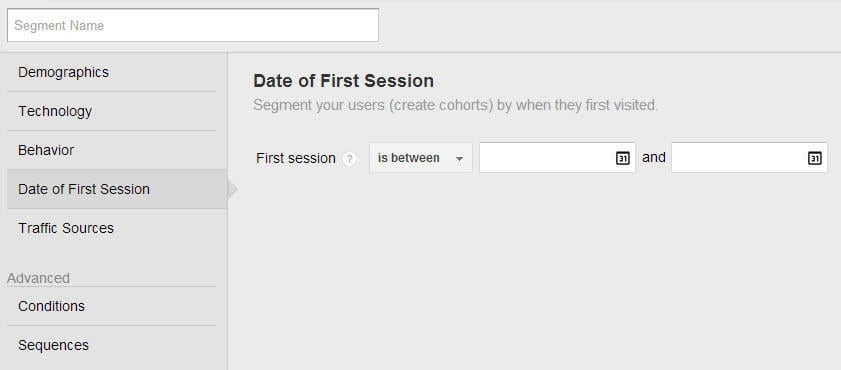 Segment Name
Demographics
Technology
Behavior
Date of First Session
Traffic Sources
Advanced
Conditions
Sequences
Date of First Session
Segment your users (create cohorts) by when they first visited.
First session ? is between 31 and 31